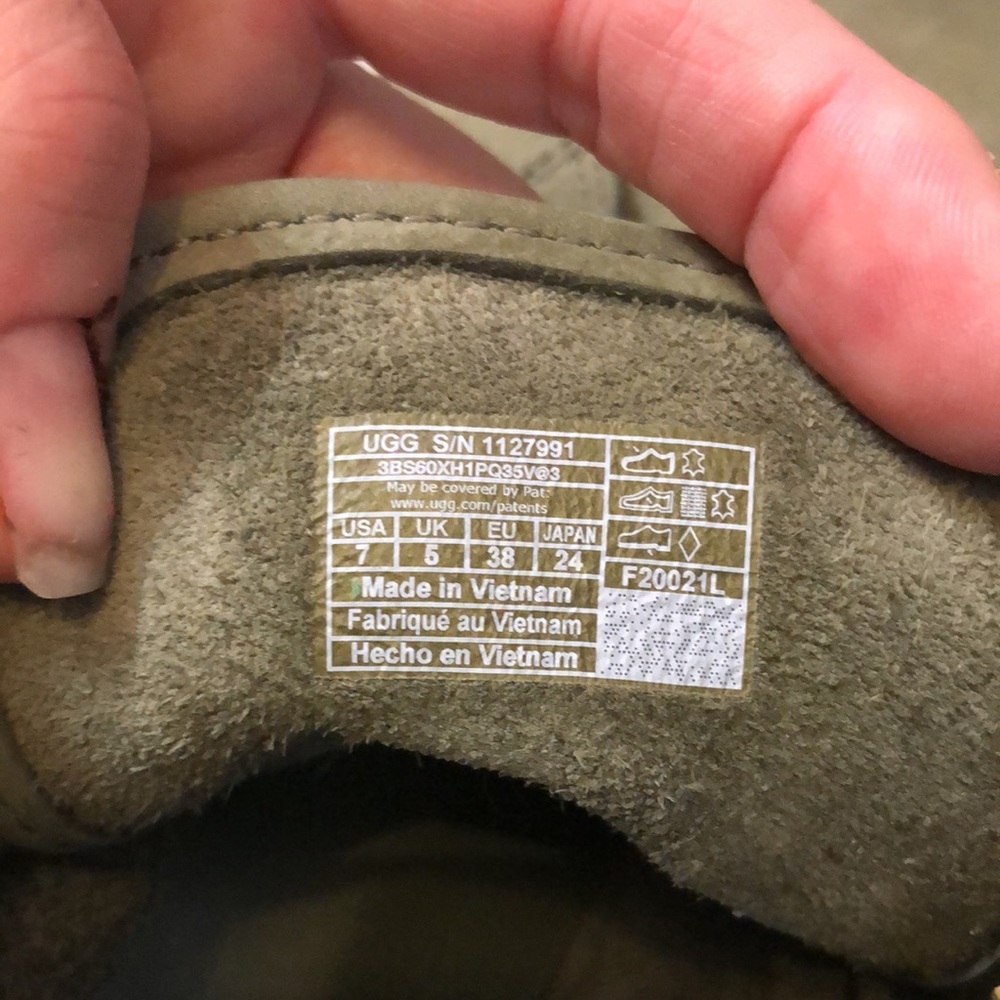 UGG S/N 1127991
3BS60XH1PQ35V@3
May be covered by Pat:
www.ugg.com/patents
USA UK EU JAPAN
7 5 38 24
Made in Vietnam
Fabriqué au Vietnam
Hecho en Vietnam
F20021L